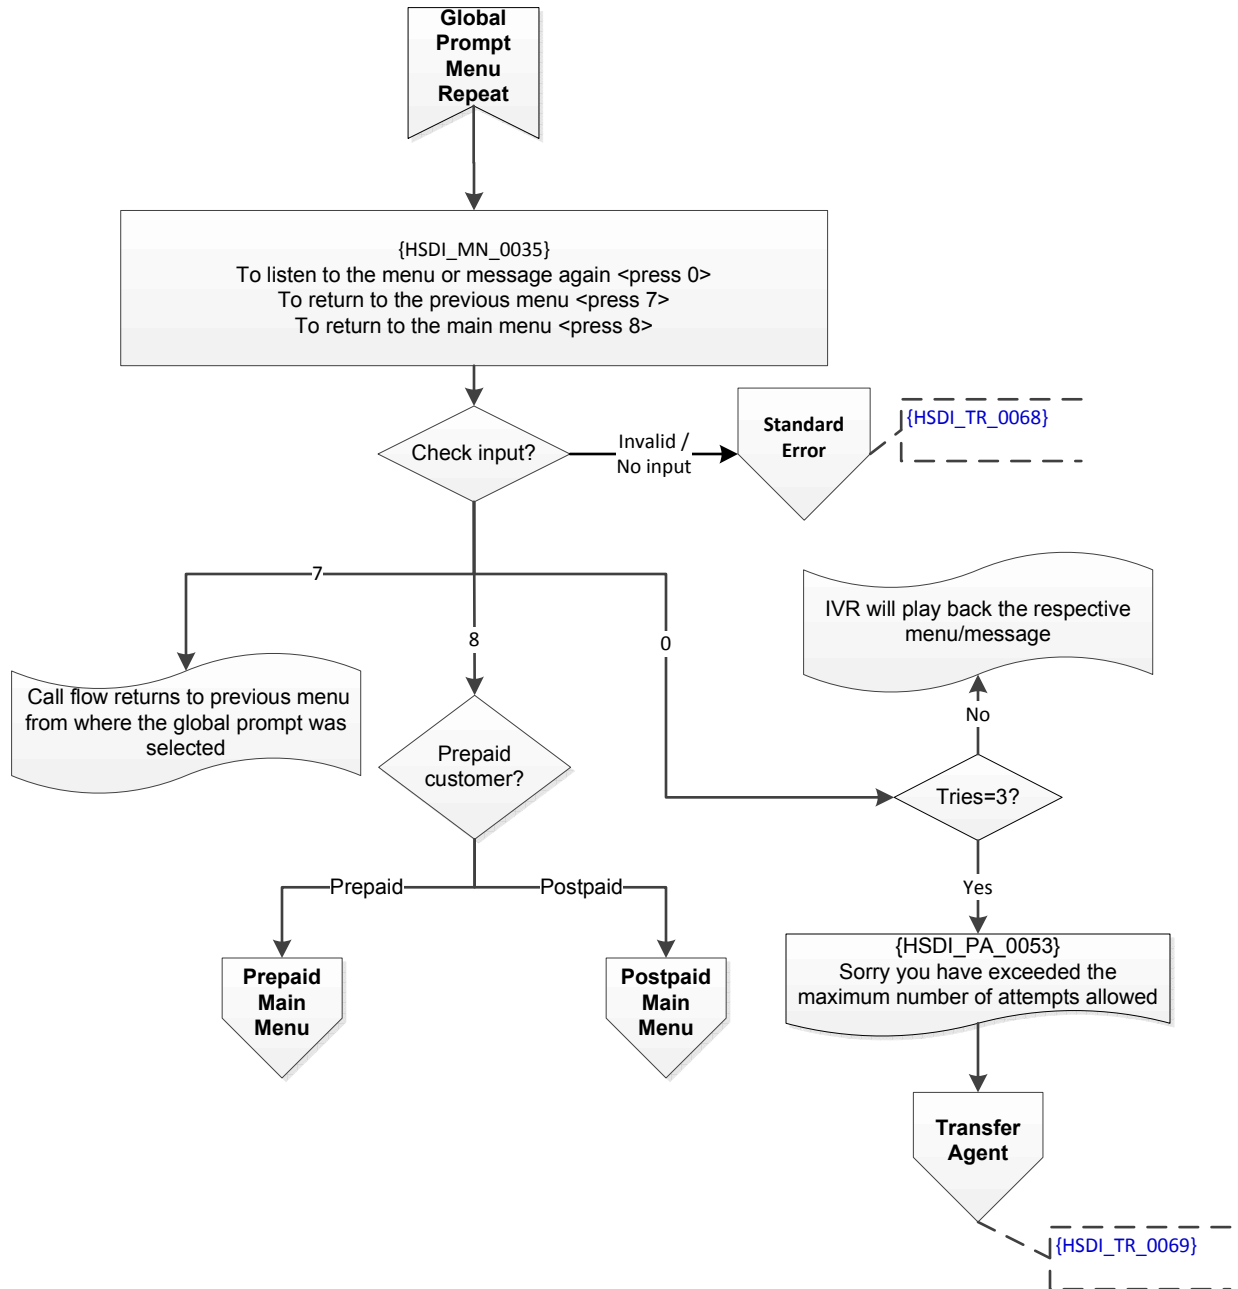 Global
Prompt
Menu
Repeat
{HSDI_MN_0035}
To listen to the menu or message again <press 0>
To return to the previous menu <press 7>
To return to the main menu <press 8>
Check input?
Invalid /
No input
Standard
Error
{HSDI_TR_0068}
7
8
0
IVR will play back the respective
menu/message
Call flow returns to previous menu
from where the global prompt was
selected
No
Prepaid
customer?
Tries=3?
Prepaid
Postpaid
Yes
{HSDI_PA_0053}
Sorry you have exceeded the
maximum number of attempts allowed
Prepaid
Main
Menu
Postpaid
Main
Menu
Transfer
Agent
{HSDI_TR_0069}